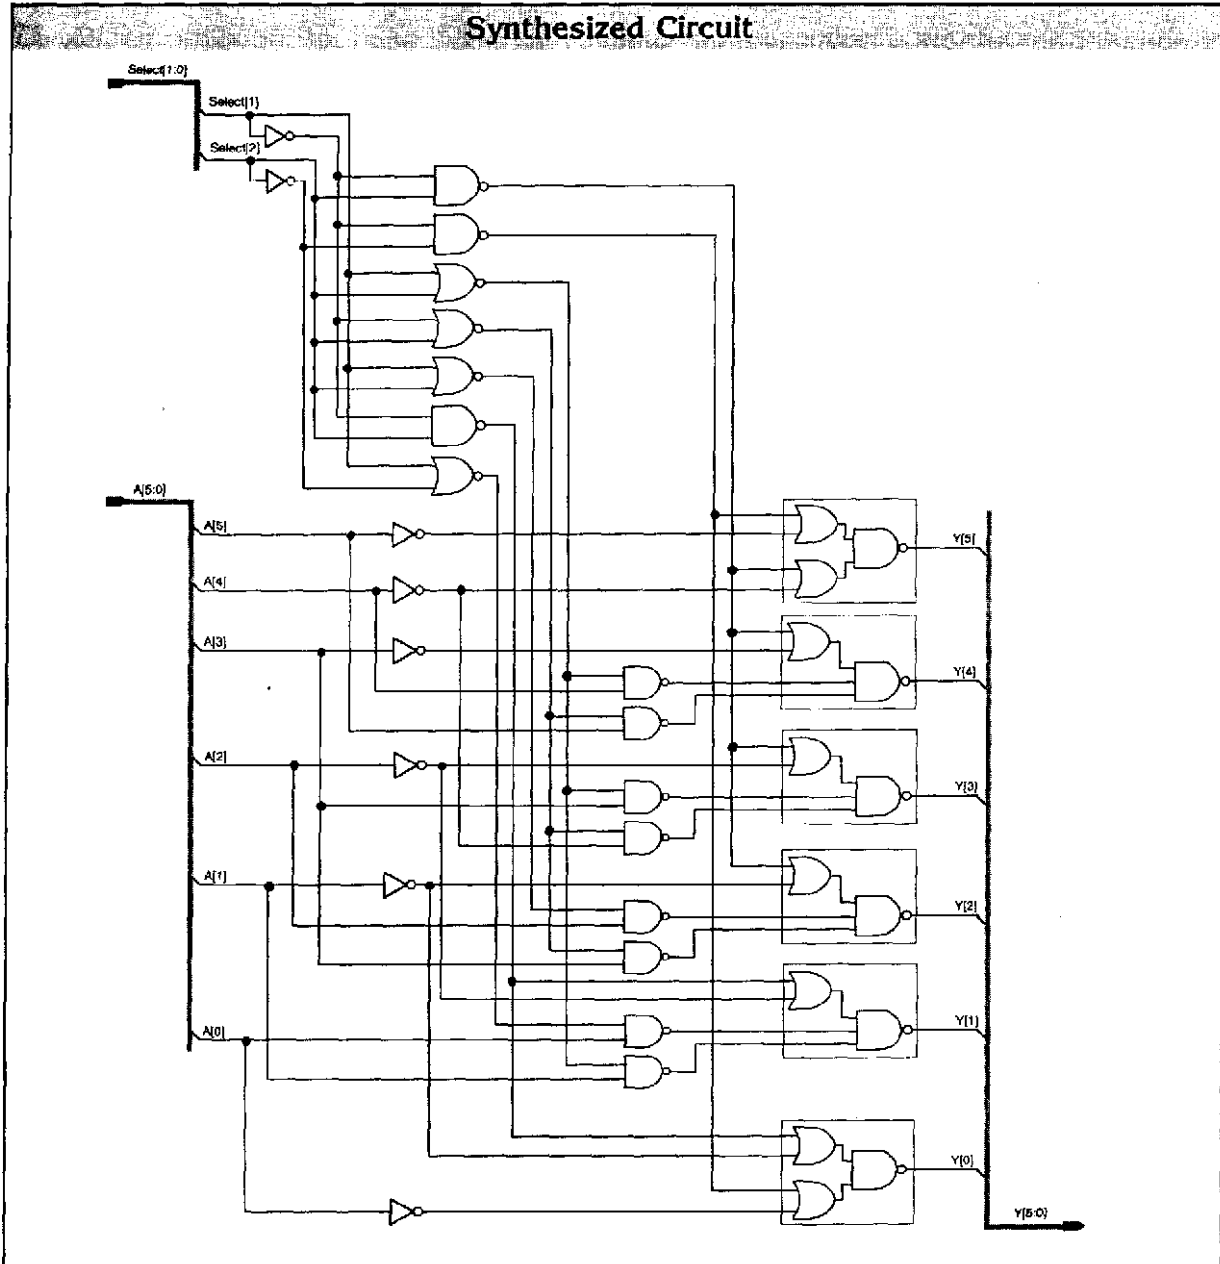 Synthesized Circuit
Select[1:0]
Select[1]
Select[2]
A[5:0]
A[5]
A[4]
A[3]
A[2]
A[1]
A[0]
Y[5]
Y[4]
Y[3]
Y[2]
Y[1]
Y[0]
Y[5:0]